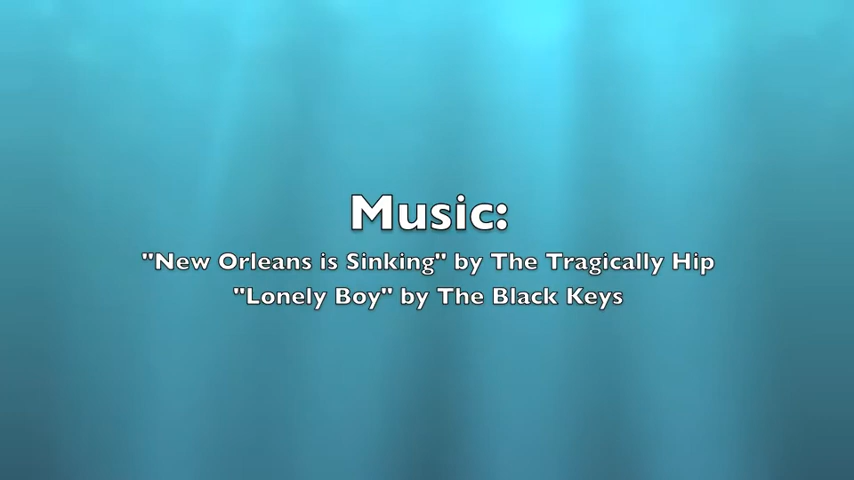 Music:
"New Orleans is Sinking" by The Tragically Hip
"Lonely Boy" by The Black Keys